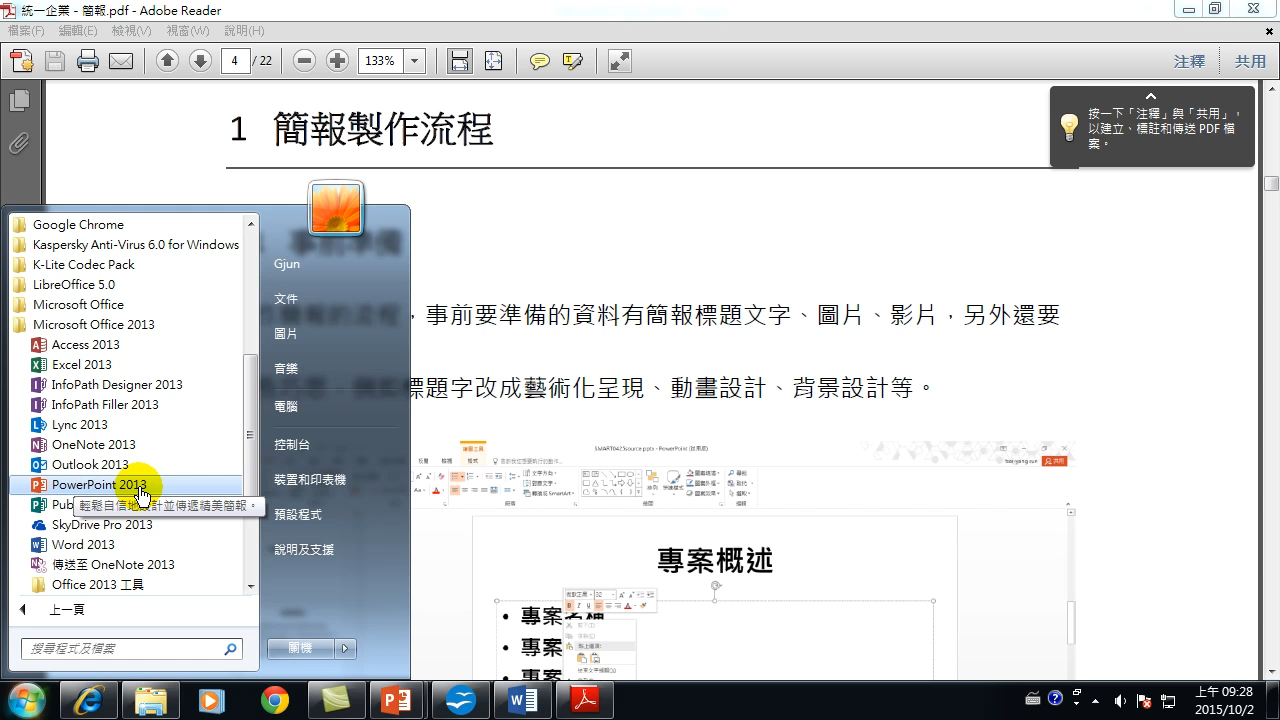 統一企業 - 簡報.pdf - Adobe Reader
檔案(F) 編輯(E) 檢視(V) 視窗(W) 說明(H)
4 / 22 133% 注釋 共用
按一下「注釋」與「共用」，
以建立、標註和傳送 PDF 檔
案。
1 簡報製作流程
，事前要準備的資料有簡報標題文字、圖片、影片，另外還要
標題字改成藝術化呈現、動畫設計、背景設計等。
Google Chrome
Kaspersky Anti-Virus 6.0 for Windows
K-Lite Codec Pack
LibreOffice 5.0
Microsoft Office
Microsoft Office 2013
Access 2013
Excel 2013
InfoPath Designer 2013
InfoPath Filler 2013
Lync 2013
OneNote 2013
Outlook 2013
PowerPoint 2013
SkyDrive Pro 2013
Word 2013
傳送至 OneNote 2013
Office 2013 工具
上一頁
搜尋程式及檔案
Gjun
文件
圖片
音樂
電腦
控制台
裝置和印表機
預設程式
說明及支援
關機
SMART0425source.pptx - PowerPoint
專案概述
• 專案名稱
• 專案
上午 09:28
2015/10/2